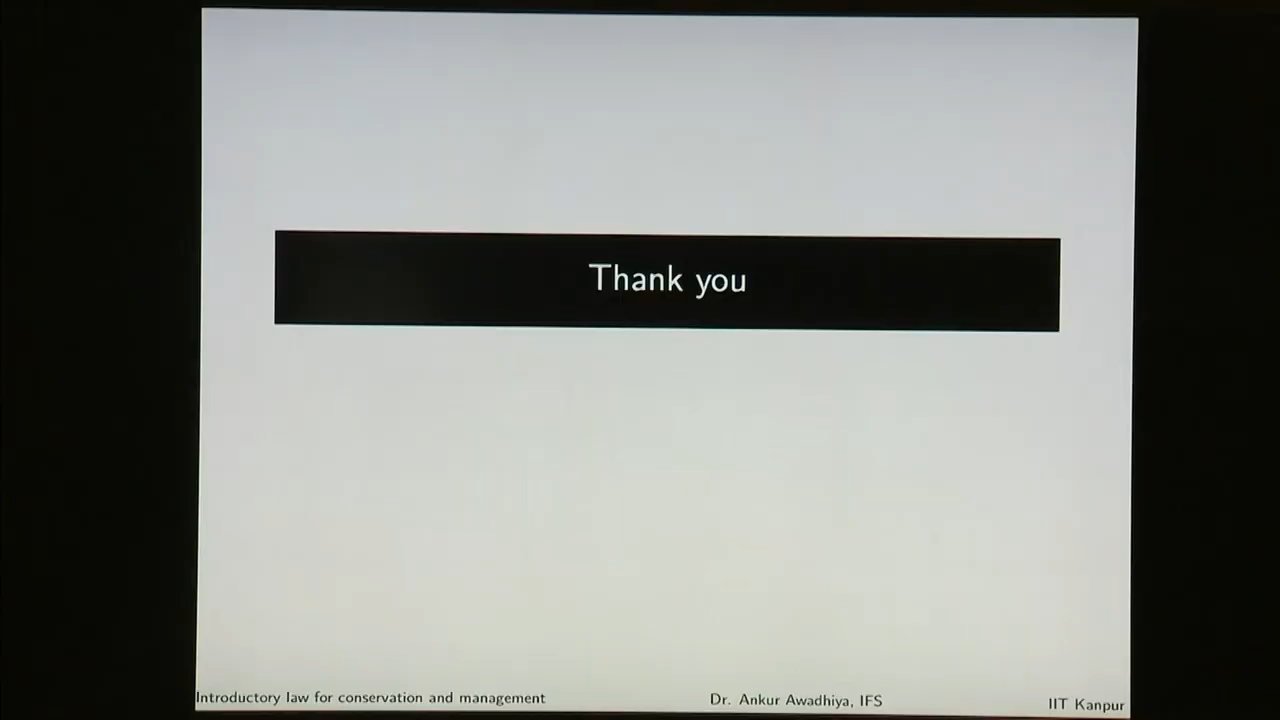 Thank you
Introductory law for conservation and management Dr. Ankur Awadhiya, IFS IIT Kanpur